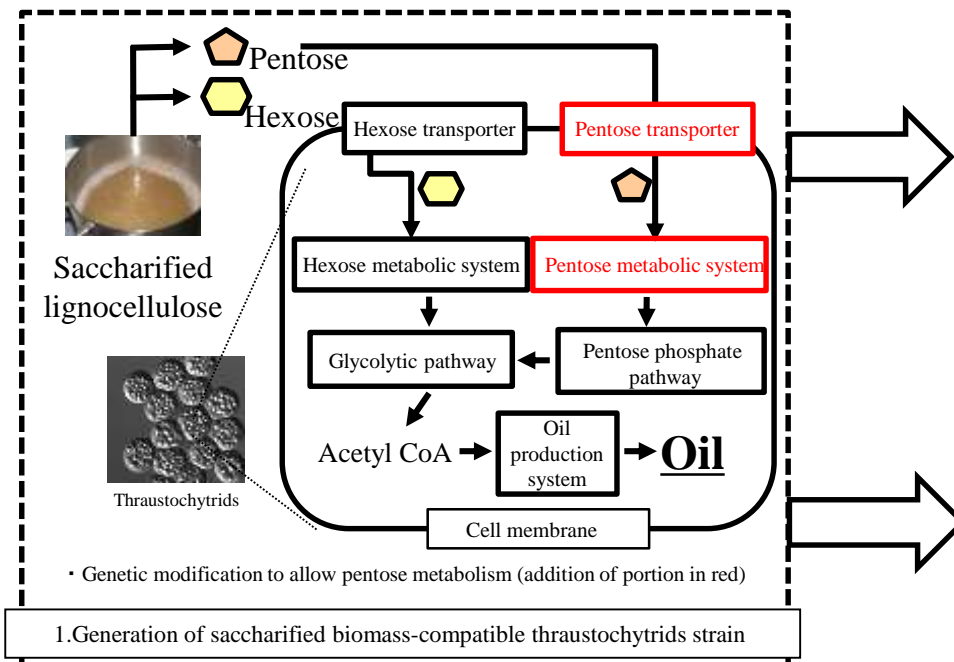 Pentose
Hexose
Hexose transporter
Pentose transporter
Saccharified
lignocellulose
Hexose metabolic system
Pentose metabolic system
Glycolytic pathway
Pentose phosphate
pathway
Acetyl CoA
Oil
production
system
Oil
Thraustochytrids
Cell membrane
・Genetic modification to allow pentose metabolism (addition of portion in red)
1.Generation of saccharified biomass-compatible thraustochytrids strain